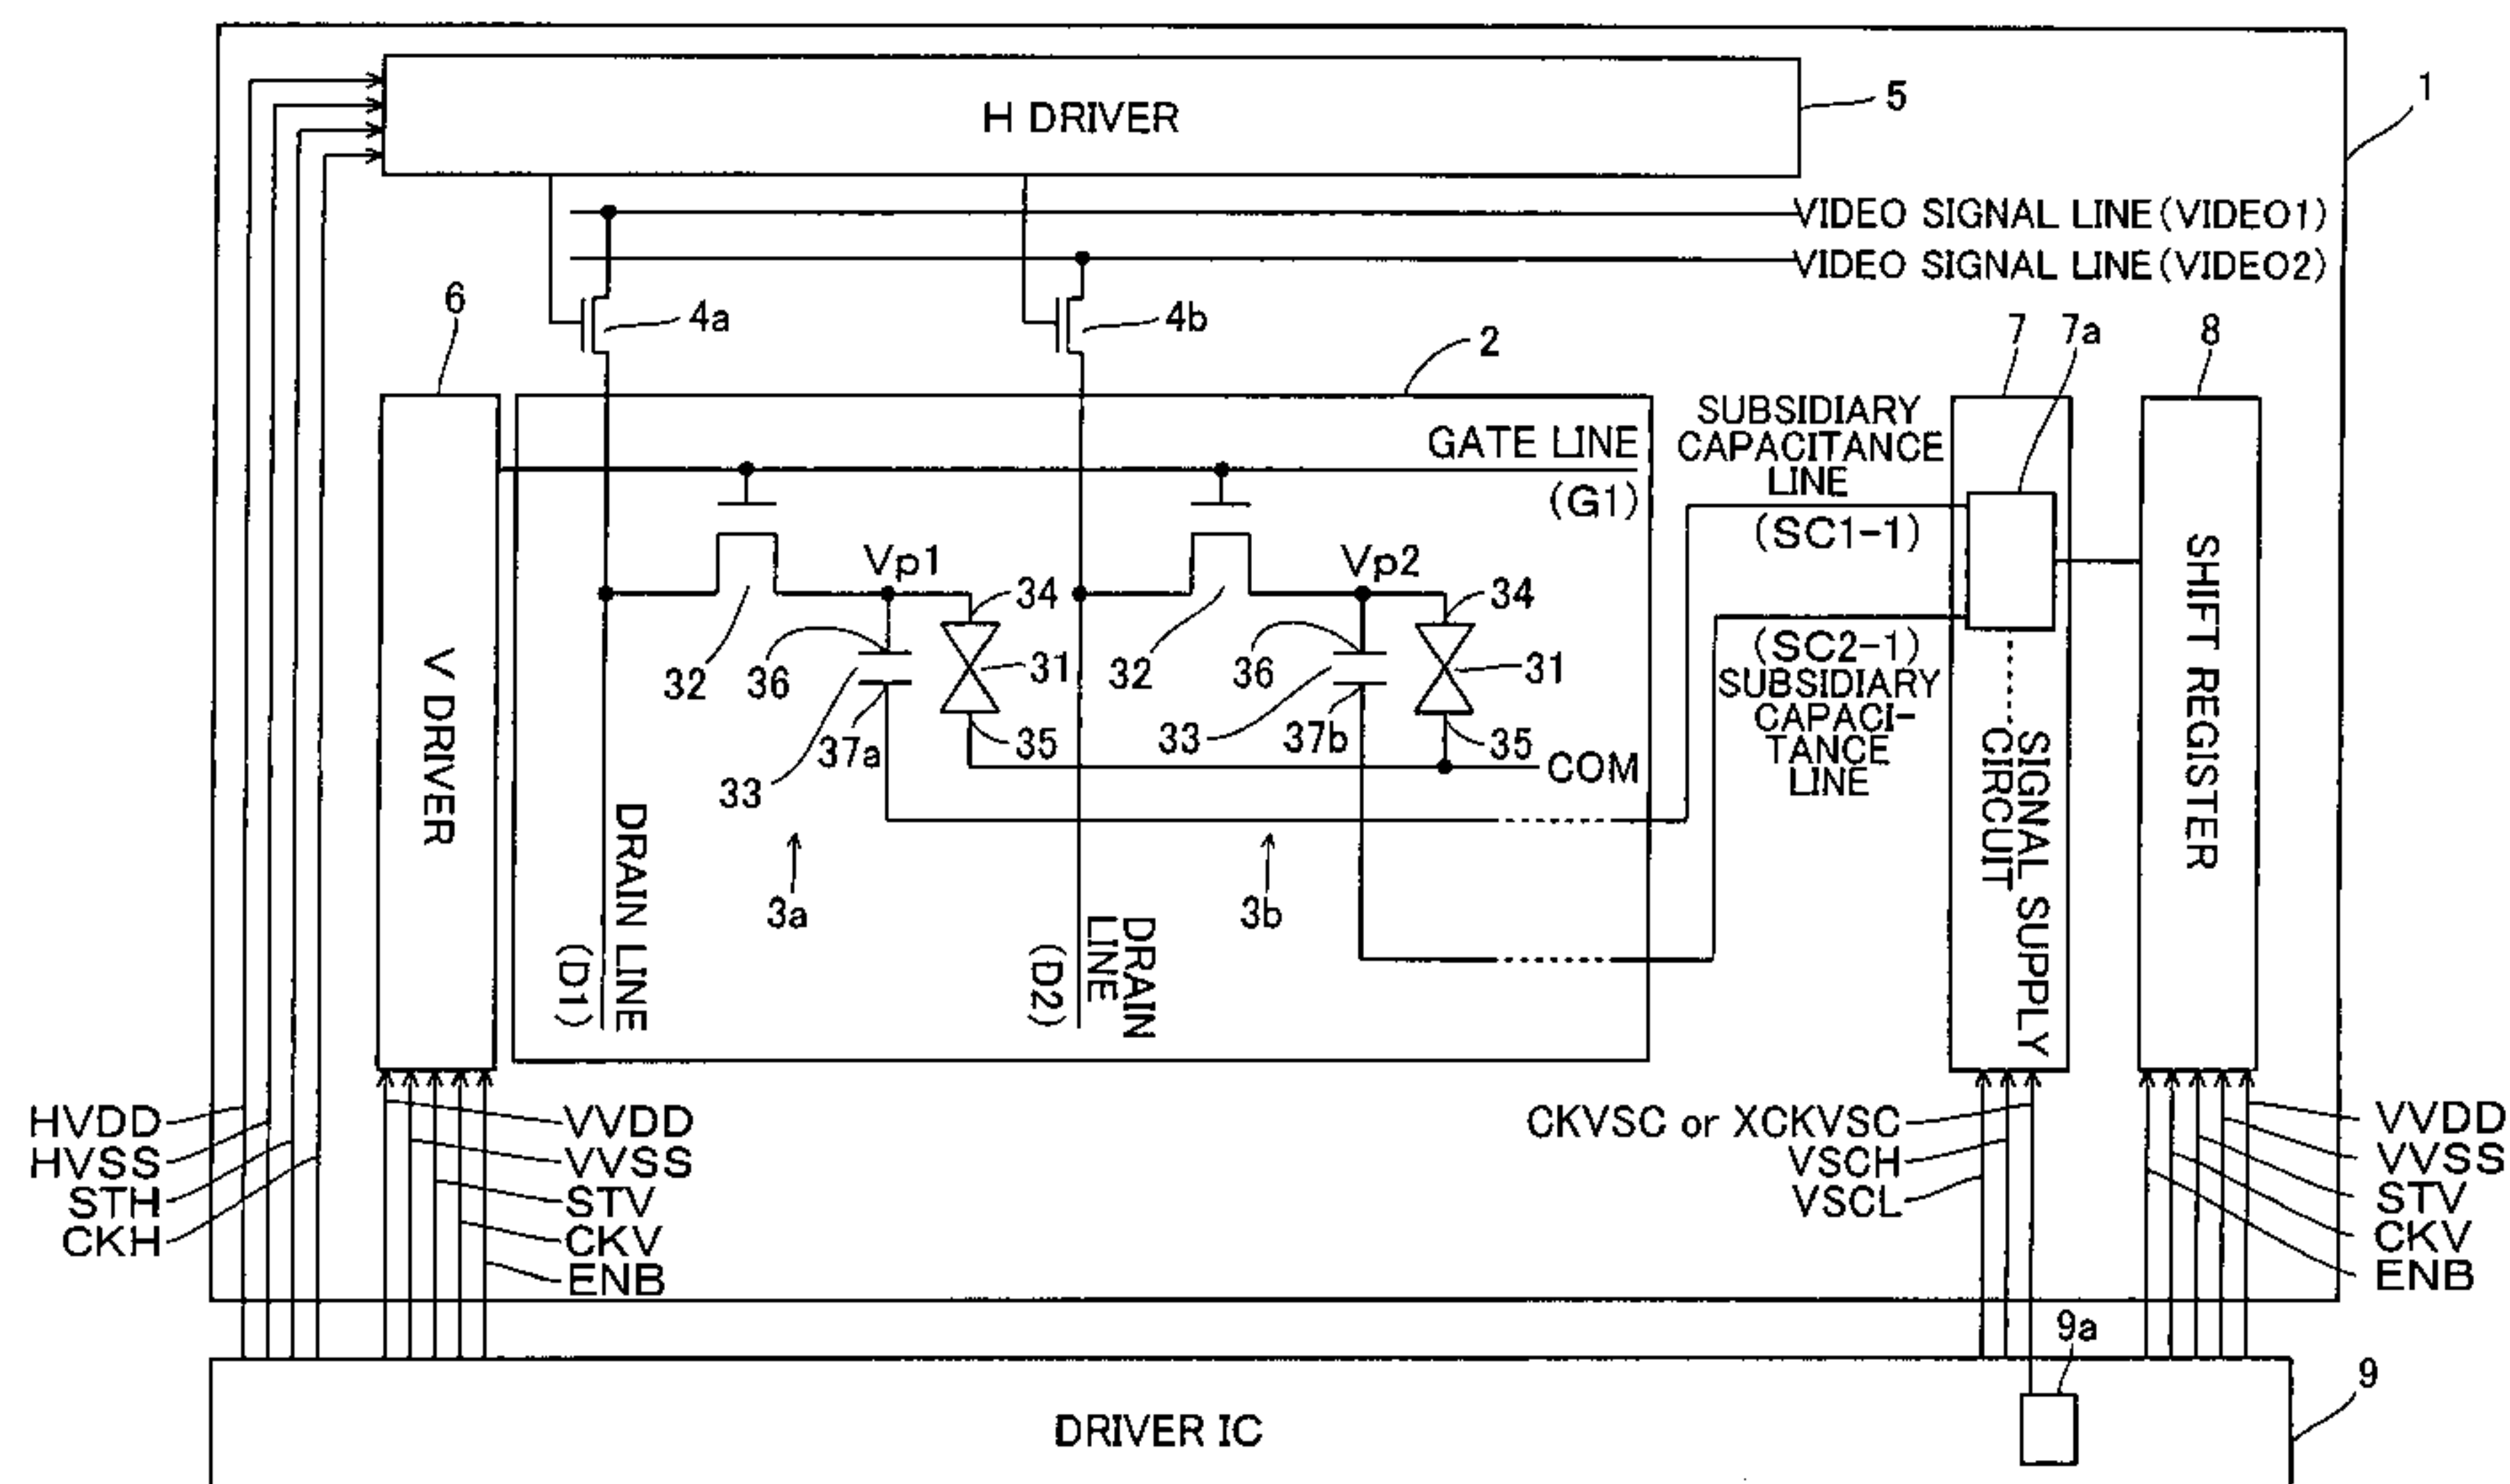 1
5
H DRIVER
VIDEO SIGNAL LINE(VIDEO1)
VIDEO SIGNAL LINE(VIDEO2)
6
4a
4b
2
7
7a
8
SUBSIDIARY
CAPACITANCE
LINE
(SC1-1)
GATE LINE
(G1)
Vp1
Vp2
34
34
32
36
31
32
36
31
33
37a
35
33
37b
35
COM
(SC2-1)
SUBSIDIARY
CAPACI-
TANCE
LINE
V DRIVER
SIGNAL SUPPLY
CIRCUIT
SHIFT REGISTER
3a
3b
DRAIN LINE
(D1)
DRAIN
LINE
(D2)
HVDD
HVSS
STH
CKH
VVDD
VVSS
STV
CKV
ENB
CKVSC or XCKVSC
VSCH
VSCL
VVDD
VVSS
STV
CKV
ENB
9a
9
DRIVER IC